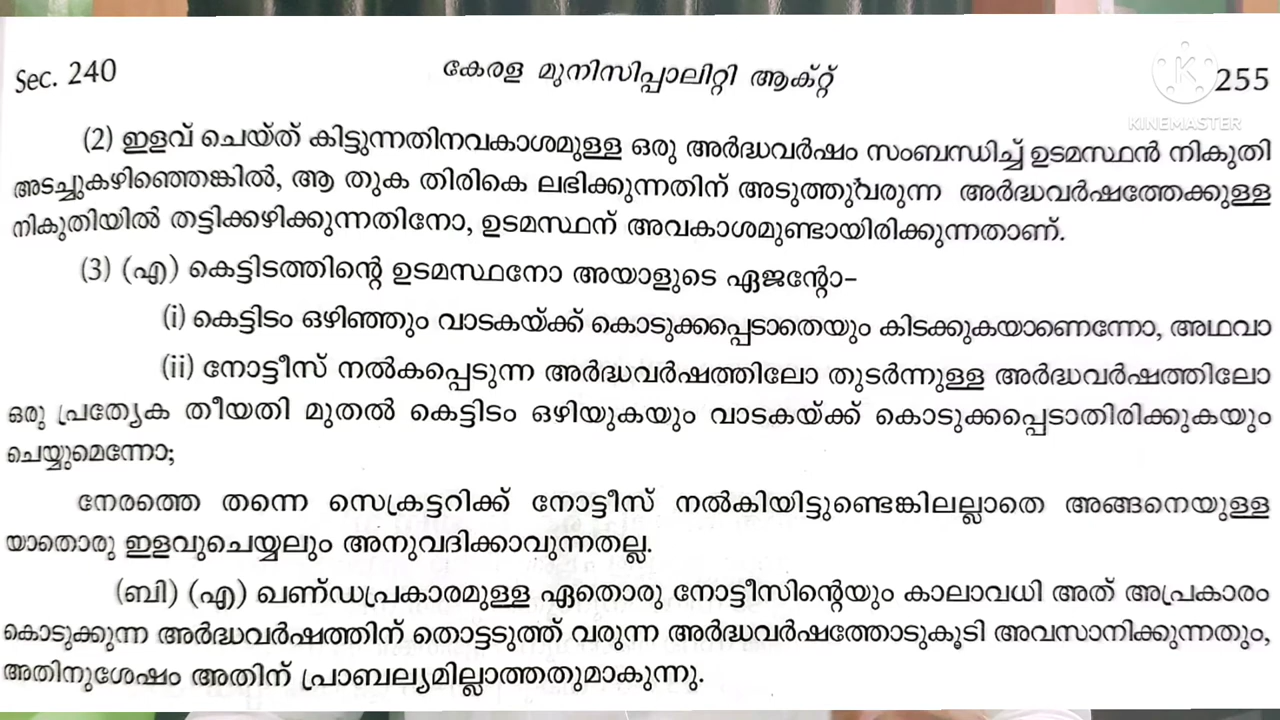 Sec. 240 കേരള മുനിസിപ്പാലിറ്റി ആക്റ്റ് 255
K
KINEMASTER
(2) ഇളവ് ചെയ്ത് കിട്ടുന്നതിനവകാശമുള്ള ഒരു അർദ്ധവർഷം സംബന്ധിച്ച് ഉടമസ്ഥൻ നികുതി
അടച്ചുകഴിഞ്ഞെങ്കിൽ, ആ തുക തിരികെ ലഭിക്കുന്നതിന് അടുത്തുവരുന്ന അർദ്ധവർഷത്തേക്കുള്ള
നികുതിയിൽ തട്ടിക്കഴിക്കുന്നതിനോ, ഉടമസ്ഥന് അവകാശമുണ്ടായിരിക്കുന്നതാണ്.
(3) (എ) കെട്ടിടത്തിന്റെ ഉടമസ്ഥനോ അയാളുടെ ഏജന്റോ–
(i) കെട്ടിടം ഒഴിഞ്ഞും വാടകയ്ക്ക് കൊടുക്കപ്പെടാതെയും കിടക്കുകയാണെന്നോ, അഥവാ
(ii) നോട്ടീസ് നൽകപ്പെടുന്ന അർദ്ധവർഷത്തിലോ തുടർന്നുള്ള അർദ്ധവർഷത്തിലോ
ഒരു പ്രത്യേക തീയതി മുതൽ കെട്ടിടം ഒഴിയുകയും വാടകയ്ക്ക് കൊടുക്കപ്പെടാതിരിക്കുകയും
ചെയ്യുമെന്നോ;
നേരത്തെ തന്നെ സെക്രട്ടറിക്ക് നോട്ടീസ് നൽകിയിട്ടുണ്ടെങ്കിലല്ലാതെ അങ്ങനെയുള്ള
യാതൊരു ഇളവുചെയ്യലും അനുവദിക്കാവുന്നതല്ല.
(ബി) (എ) ഖണ്ഡപ്രകാരമുള്ള ഏതൊരു നോട്ടീസിന്റെയും കാലാവധി അത് അപ്രകാരം
കൊടുക്കുന്ന അർദ്ധവർഷത്തിന് തൊട്ടടുത്ത് വരുന്ന അർദ്ധവർഷത്തോടുകൂടി അവസാനിക്കുന്നതും,
അതിനുശേഷം അതിന് പ്രാബല്യമില്ലാത്തതുമാകുന്നു.